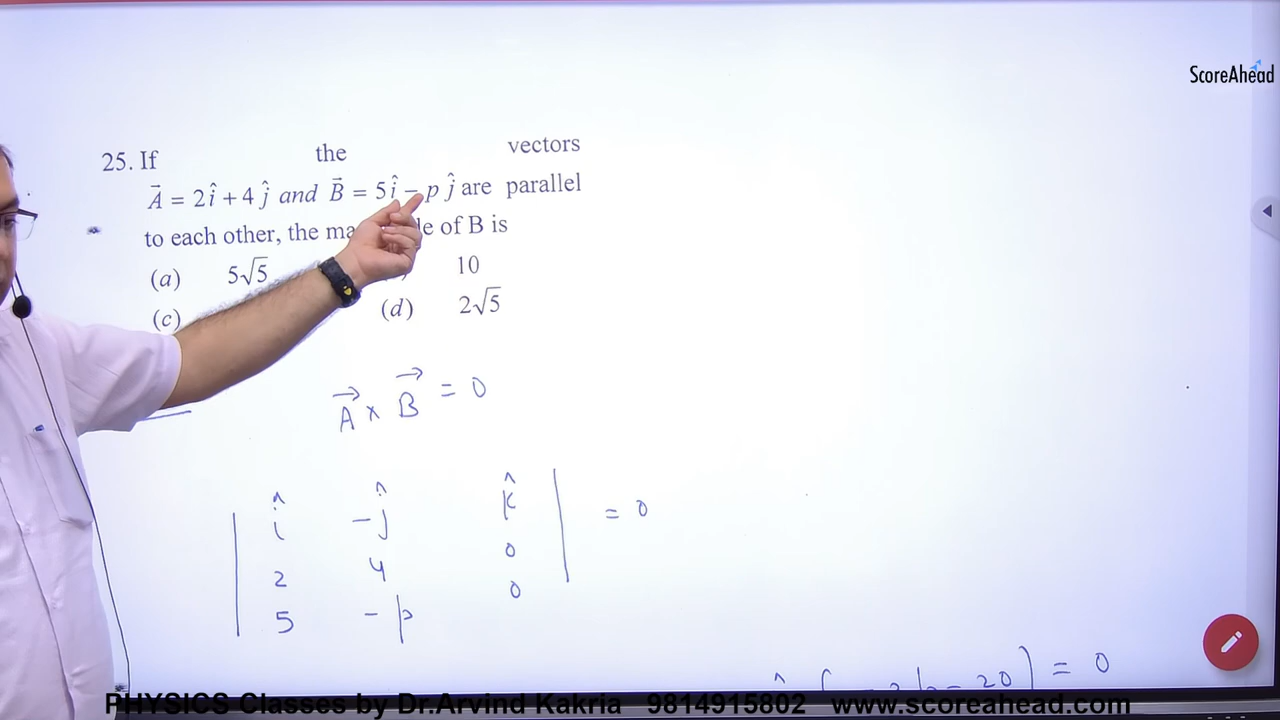 ScoreAhead
25. If the vectors
A⃗ = 2î + 4ĵ and B⃗ = 5î − pĵ are parallel
to each other, the of B is
(a) 5√5 10
(c) (d) 2√5
A⃗ × B⃗ = 0
| î −ĵ k̂ | = 0
2 4 0
5 −p 0
= 0
PHYSICS Classes by Dr.Arvind Kakria 9814915802 www.scoreahead.com